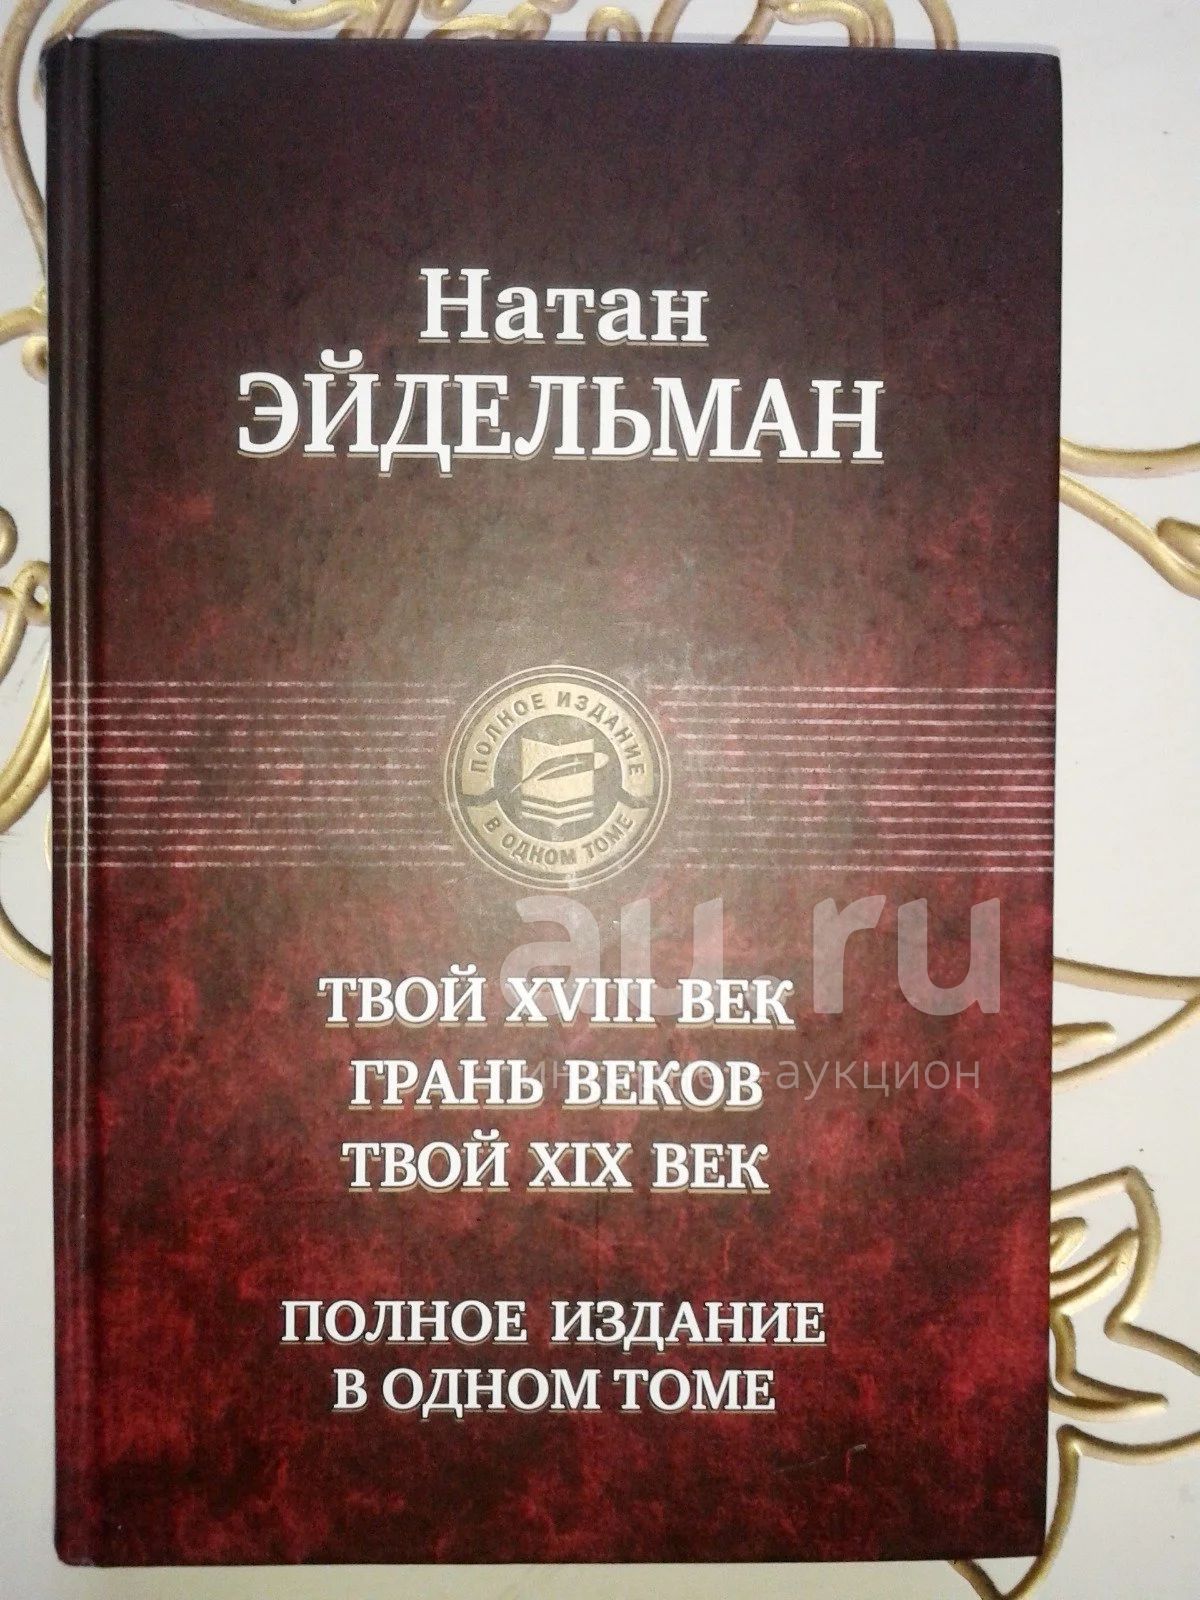 Натан
ЭЙДЕЛЬМАН
ПОЛНОЕ ИЗДАНИЕ
В ОДНОМ ТОМЕ
au.ru
ТВОЙ XVIII ВЕК
интернет-аукцион
ГРАНЬ ВЕКОВ
ТВОЙ XIX ВЕК
ПОЛНОЕ ИЗДАНИЕ
В ОДНОМ ТОМЕ